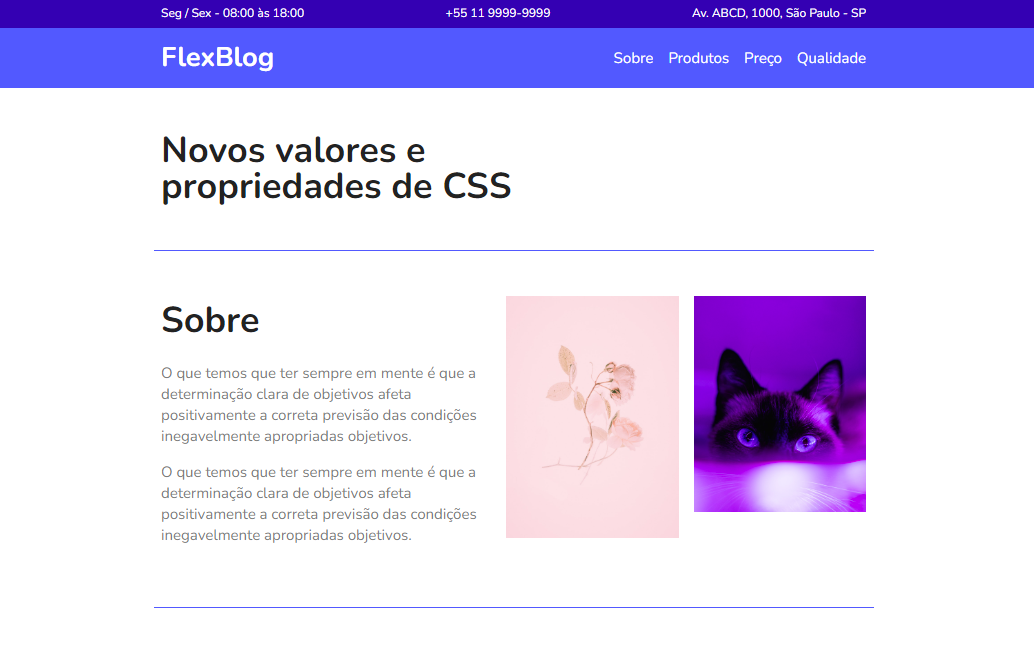 Seg / Sex - 08:00 às 18:00
+55 11 9999-9999
Av. ABCD, 1000, São Paulo - SP
FlexBlog
Sobre
Produtos
Preço
Qualidade
Novos valores e
propriedades de CSS
Sobre
O que temos que ter sempre em mente é que a
determinação clara de objetivos afeta
positivamente a correta previsão das condições
inegavelmente apropriadas objetivos.
O que temos que ter sempre em mente é que a
determinação clara de objetivos afeta
positivamente a correta previsão das condições
inegavelmente apropriadas objetivos.